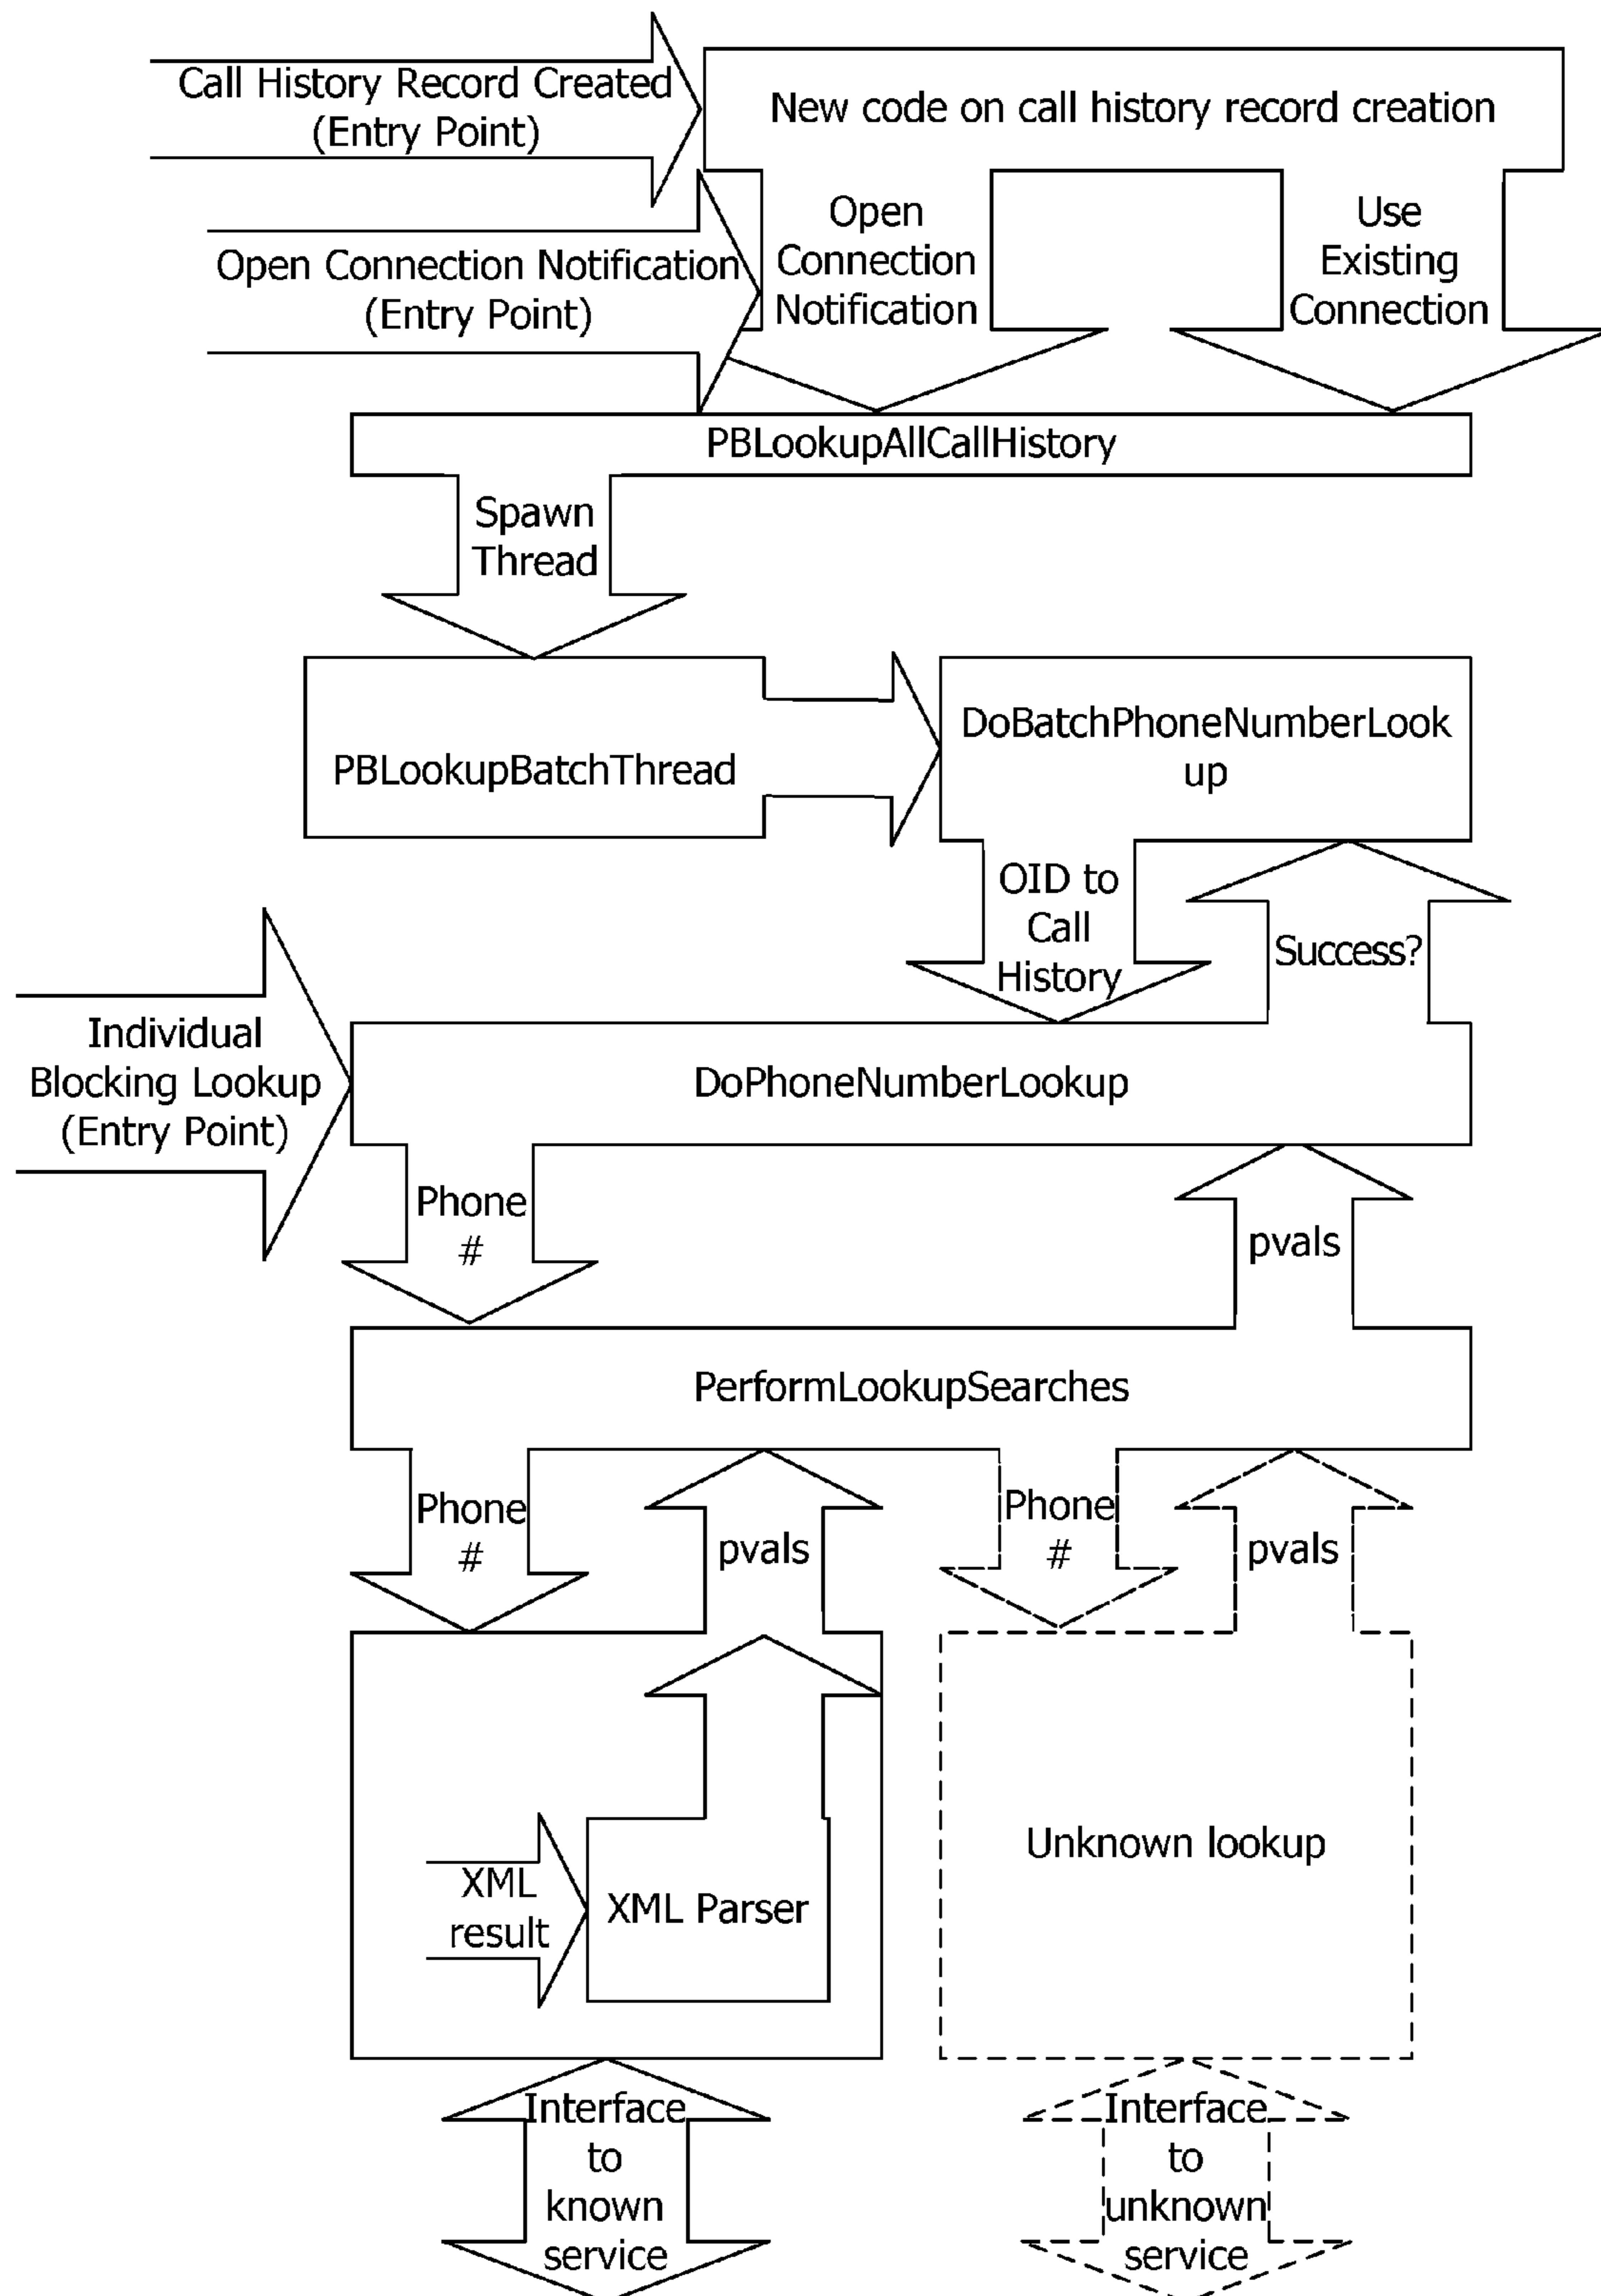 Call History Record Created
(Entry Point)
New code on call history record creation
Open Connection Notification
(Entry Point)
Open
Connection
Notification
Use
Existing
Connection
PBLookupAllCallHistory
Spawn
Thread
PBLookupBatchThread
DoBatchPhoneNumberLook
up
OID to
Call
History
Success?
Individual
Blocking Lookup
(Entry Point)
DoPhoneNumberLookup
Phone
#
pvals
PerformLookupSearches
Phone
#
pvals
Phone
#
pvals
XML
result
XML Parser
Unknown lookup
Interface
to
known
service
Interface
to
unknown
service